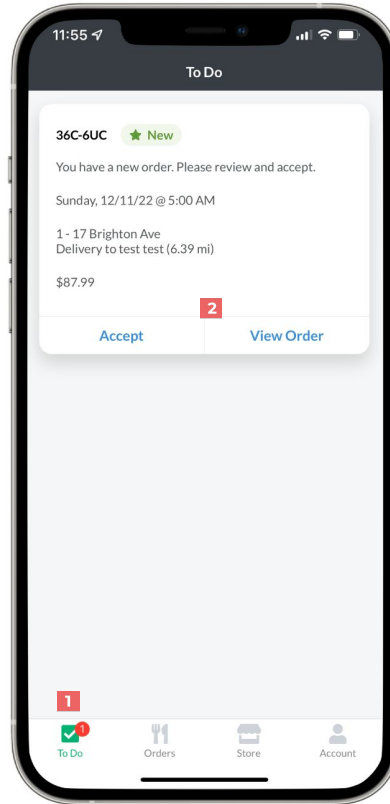 11:55
To Do
36C-6UC ★ New
You have a new order. Please review and accept.
Sunday, 12/11/22 @ 5:00 AM
1 - 17 Brighton Ave
Delivery to test test (6.39 mi)
$87.99
2
Accept View Order
1
1
To Do Orders Store Account